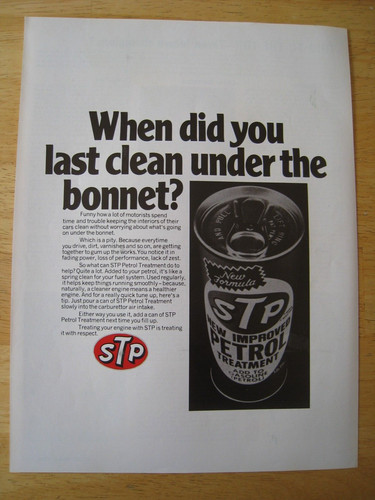 When did you
last clean under the
bonnet?
Funny how a lot of motorists spend
time and trouble keeping the interiors of their
cars clean without worrying about what's going
on under the bonnet.
Which is a pity. Because everytime
you drive, dirt, varnishes and so on, are getting
together to gum up the works. You notice it in
fading power, loss of performance, lack of zest.
So what can STP Petrol Treatment do to
help? Quite a lot. Added to your petrol, it's like a
spring clean for your fuel system. Used regularly,
it helps keep things running smoothly - because,
naturally, a cleaner engine means a healthier
engine. And for a really quick tune up, here's a
tip. Just pour a can of STP Petrol Treatment
slowly into the carburettor air intake.
Either way you use it, add a can of STP
Petrol Treatment next time you fill up.
Treating your engine with STP is treating
it with respect.
STP
New
Formula
STP
NEW IMPROVED
PETROL
TREATMENT
ADD TO
GASOLINE
(PETROL)